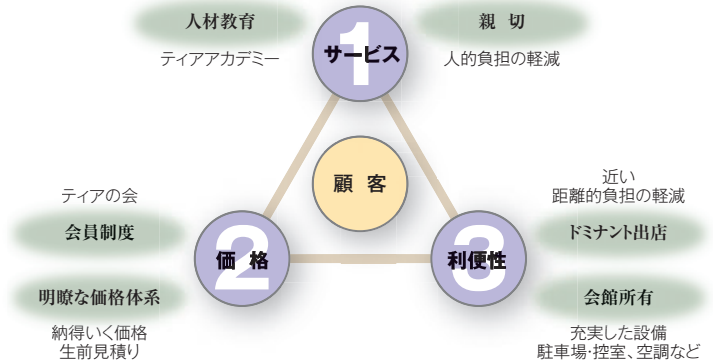 人材教育
ティアアカデミー
1
サービス
親 切
人的負担の軽減
顧 客
ティアの会
会員制度
2
価 格
明瞭な価格体系
納得いく価格
生前見積り
3
利便性
近い
距離的負担の軽減
ドミナント出店
会館所有
充実した設備
駐車場・控室、空調など